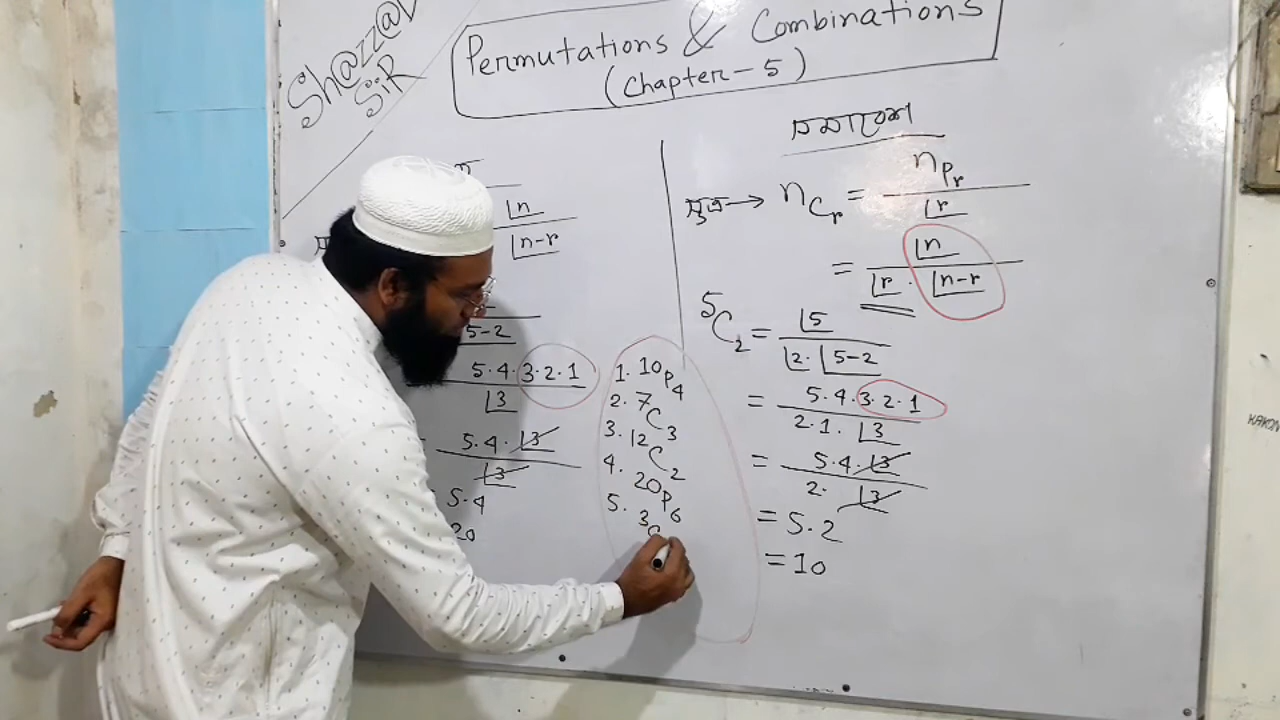 Sh@zz@d
SiR
Permutations & Combinations
(Chapter-5)
সমাবেশ
সূত্র → nCr = nPr / ⌊r
= ⌊n / ⌊r · ⌊n-r
⌊n
⌊n-r
5-2
5·4·3·2·1
⌊3
5·4·⌊3
⌊3
5·4
20
1. 10P4
2. 7C3
3. 12C2
4. 20P6
5. 3C
5C2 = ⌊5 / ⌊2·⌊5-2
= 5·4·3·2·1 / 2·1·⌊3
= 5·4·⌊3 / 2·⌊3
= 5·2
= 10